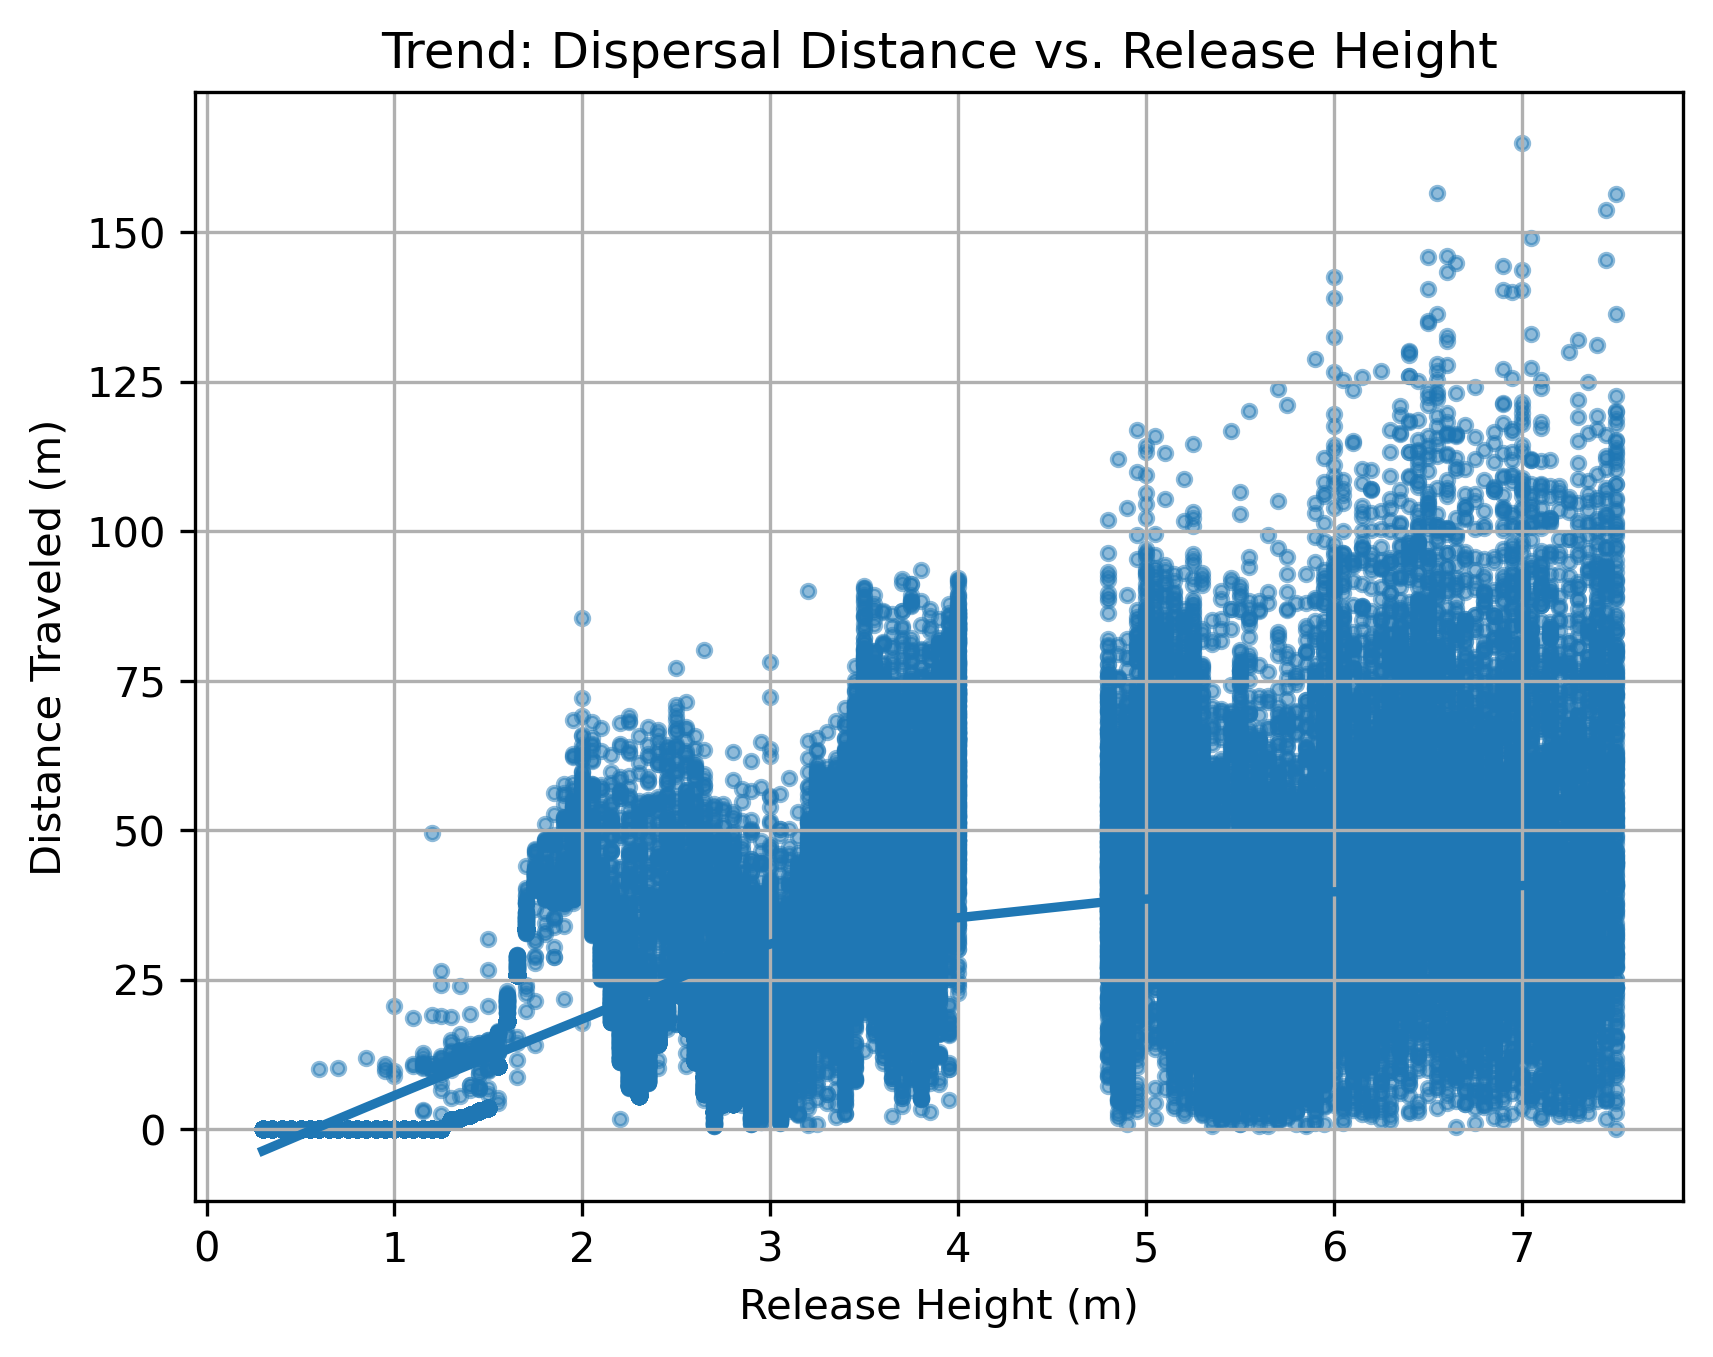 Trend: Dispersal Distance vs. Release Height
Distance Traveled (m)
150
125
100
75
50
25
0
0 1 2 3 4 5 6 7
Release Height (m)